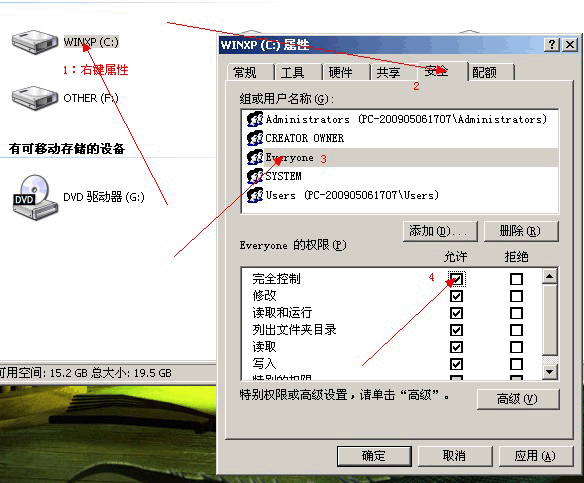 WINXP (C:)
1：右键属性
OTHER (F:)
有可移动存储的设备
DVD 驱动器 (G:)
可用空间: 15.2 GB 总大小: 19.5 GB
WINXP (C:) 属性
常规 工具 硬件 共享 安全 配额
2
组或用户名称(G):
Administrators (PC-200905061707\Administrators)
CREATOR OWNER
Everyone 3
SYSTEM
Users (PC-200905061707\Users)
添加(D)... 删除(R)
Everyone 的权限(P) 允许 拒绝
完全控制 4
修改
读取和运行
列出文件夹目录
读取
写入
特别的权限
特别权限或高级设置，请单击“高级”。 高级(V)
确定 取消 应用(A)